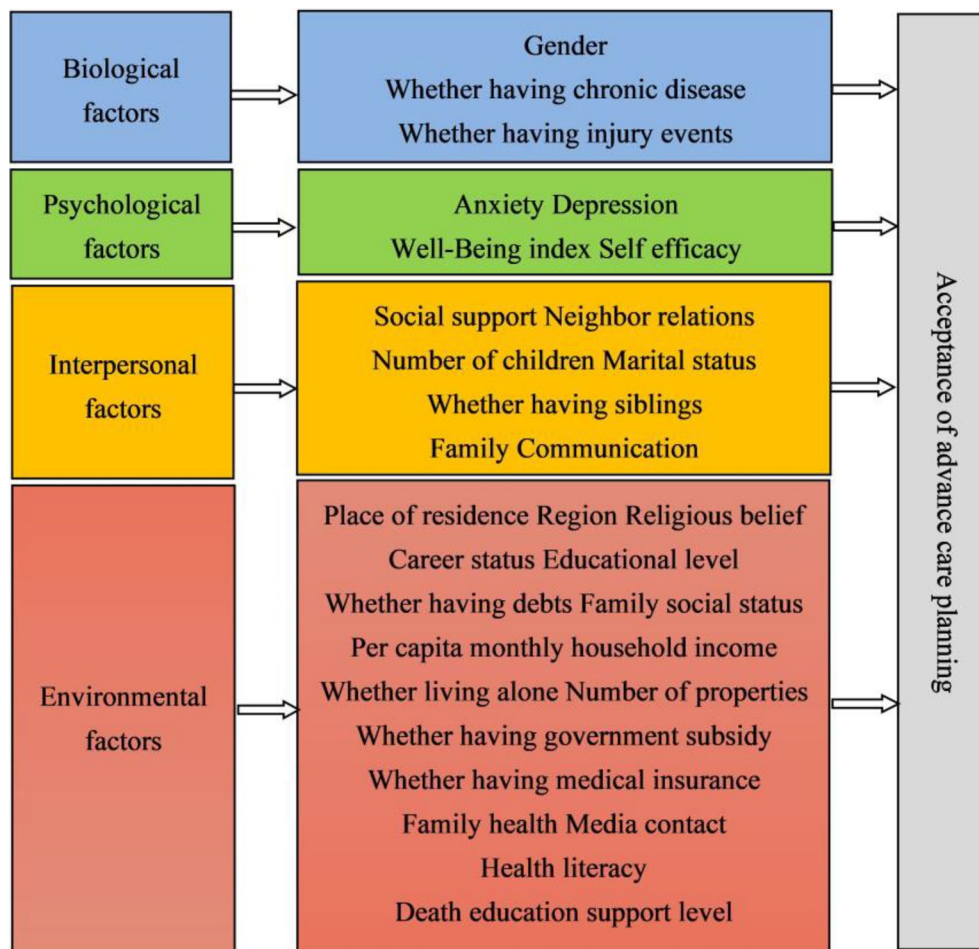 Biological
factors
Gender
Whether having chronic disease
Whether having injury events
Psychological
factors
Anxiety Depression
Well-Being index Self efficacy
Interpersonal
factors
Social support Neighbor relations
Number of children Marital status
Whether having siblings
Family Communication
Environmental
factors
Place of residence Region Religious belief
Career status Educational level
Whether having debts Family social status
Per capita monthly household income
Whether living alone Number of properties
Whether having government subsidy
Whether having medical insurance
Family health Media contact
Health literacy
Death education support level
Acceptance of advance care planning